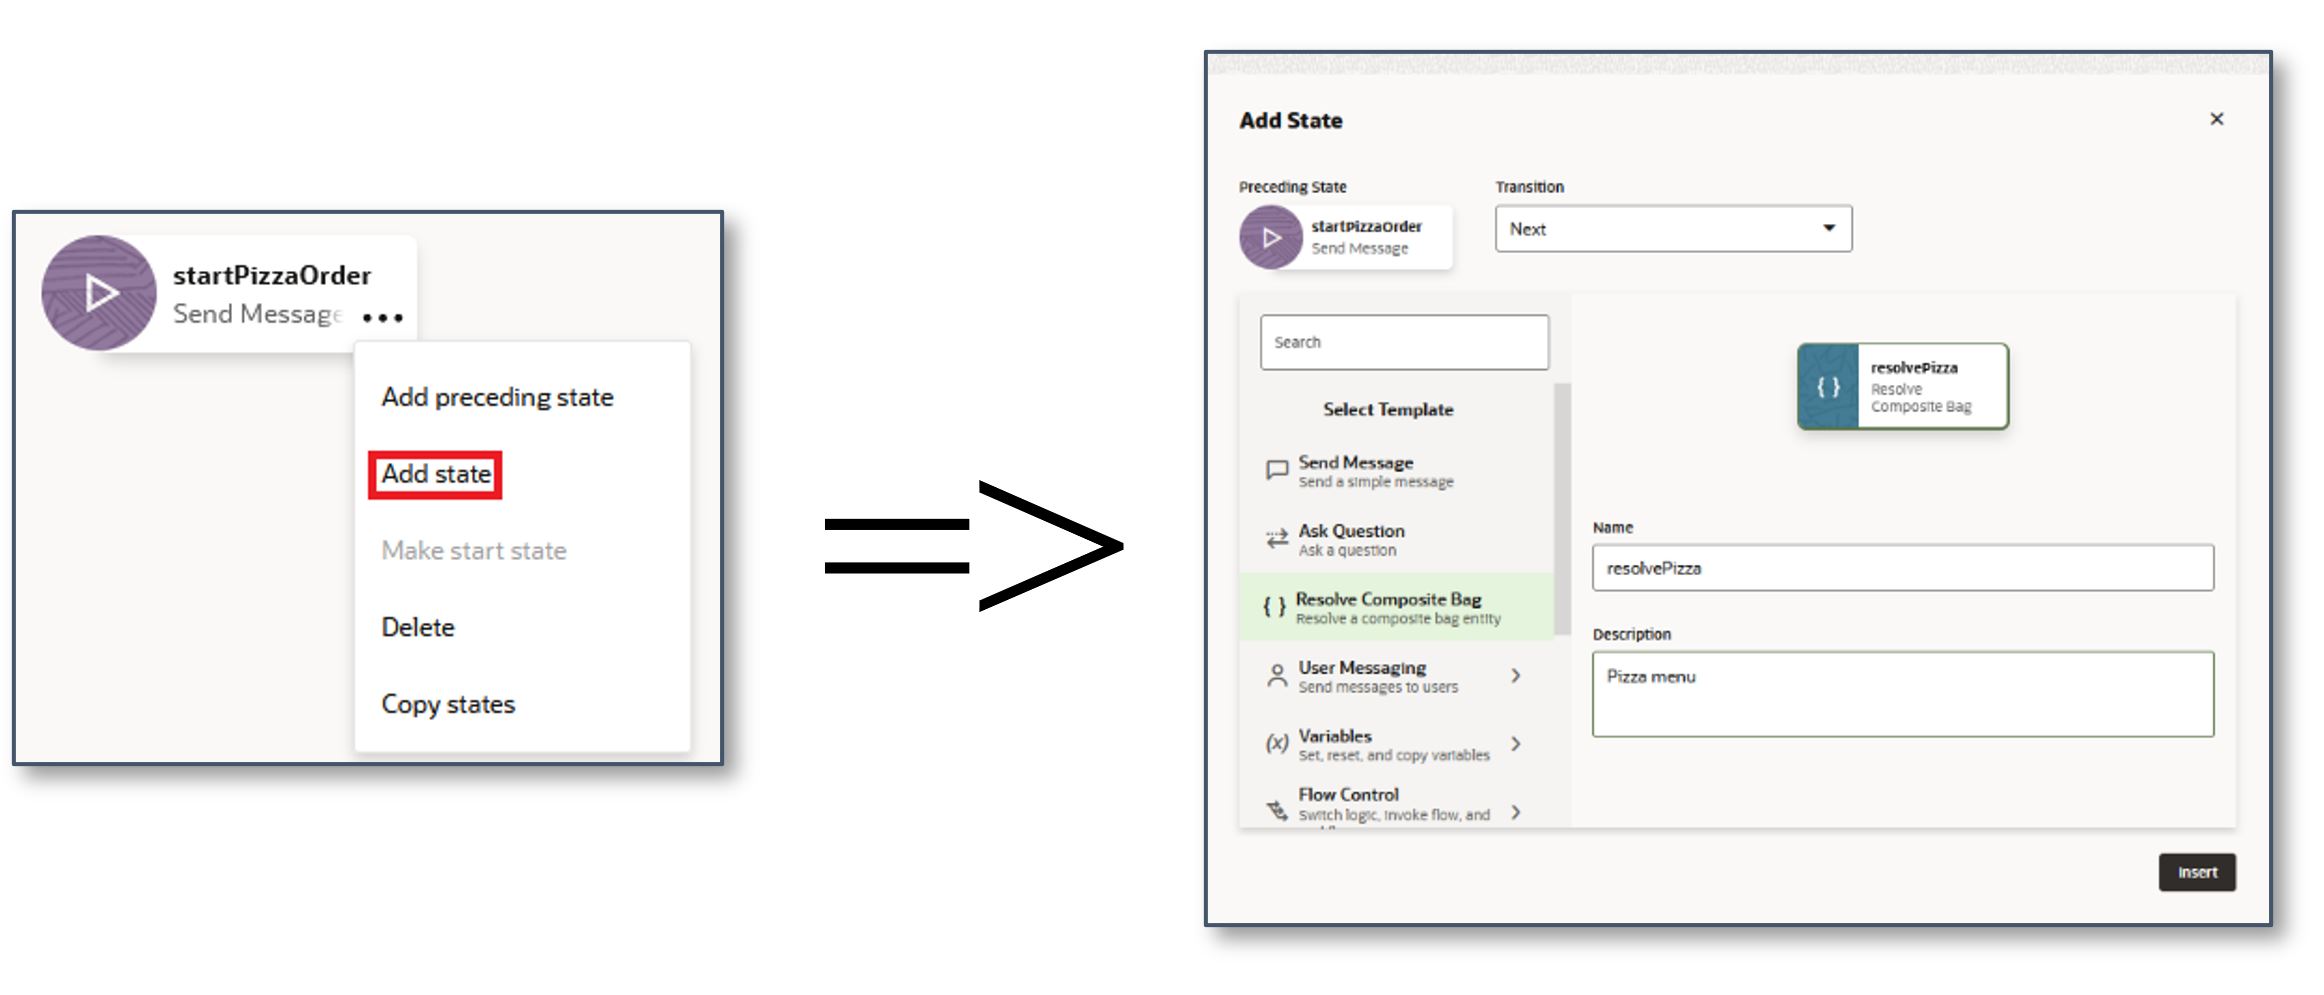 startPizzaOrder
Send Message
Add preceding state
Add state
Make start state
Delete
Copy states
=>
Add State
Preceding State
Transition
startPizzaOrder
Send Message
Next
Search
Select Template
Send Message
Send a simple message
Ask Question
Ask a question
{ } Resolve Composite Bag
Resolve a composite bag entity
User Messaging
Send messages to users
(x) Variables
Set, reset, and copy variables
Flow Control
Switch logic, invoke flow, and
{ }
resolvePizza
Resolve
Composite Bag
Name
resolvePizza
Description
Pizza menu
Insert